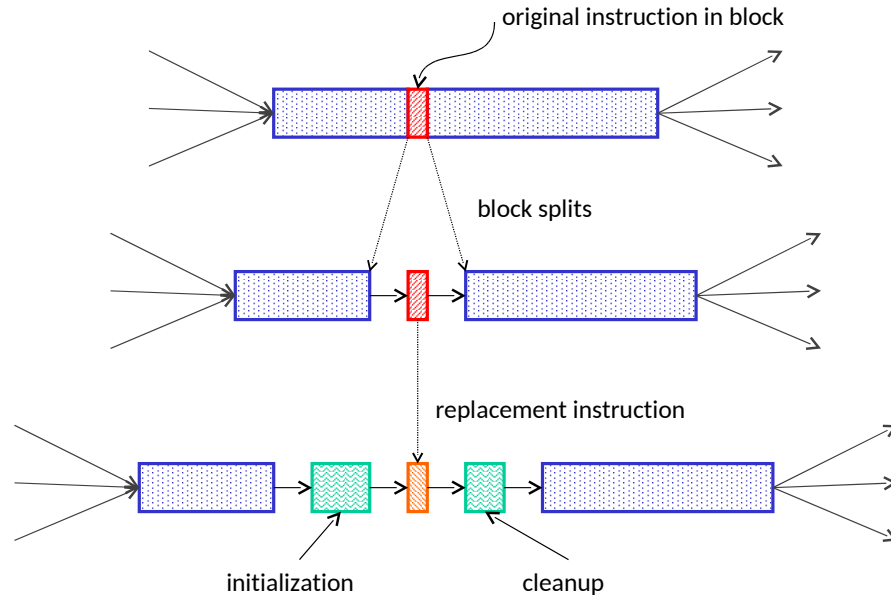 original instruction in block
block splits
replacement instruction
initialization
cleanup